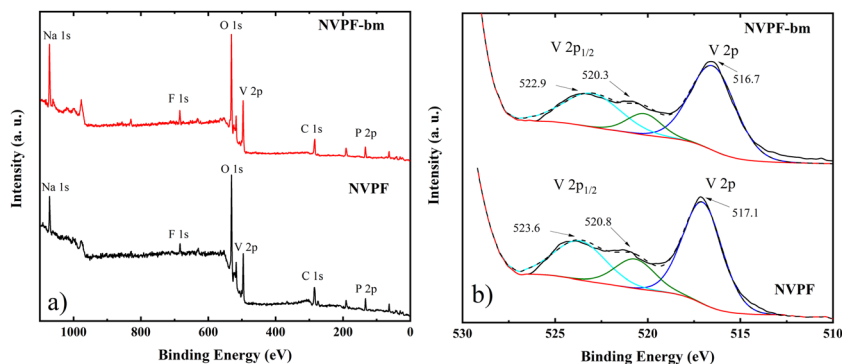 NVPF-bm
O 1s
Na 1s
V 2p
F 1s
C 1s
P 2p
NVPF
O 1s
Na 1s
F 1s
V 2p
C 1s
P 2p
a)
Intensity (a. u.)
1000 800 600 400 200 0
Binding Energy (eV)
NVPF-bm
V 2p
V 2p1/2
522.9
520.3
516.7
V 2p
V 2p1/2
523.6
520.8
517.1
b)
NVPF
Intensity (a. u.)
530 525 520 515 510
Binding Energy (eV)